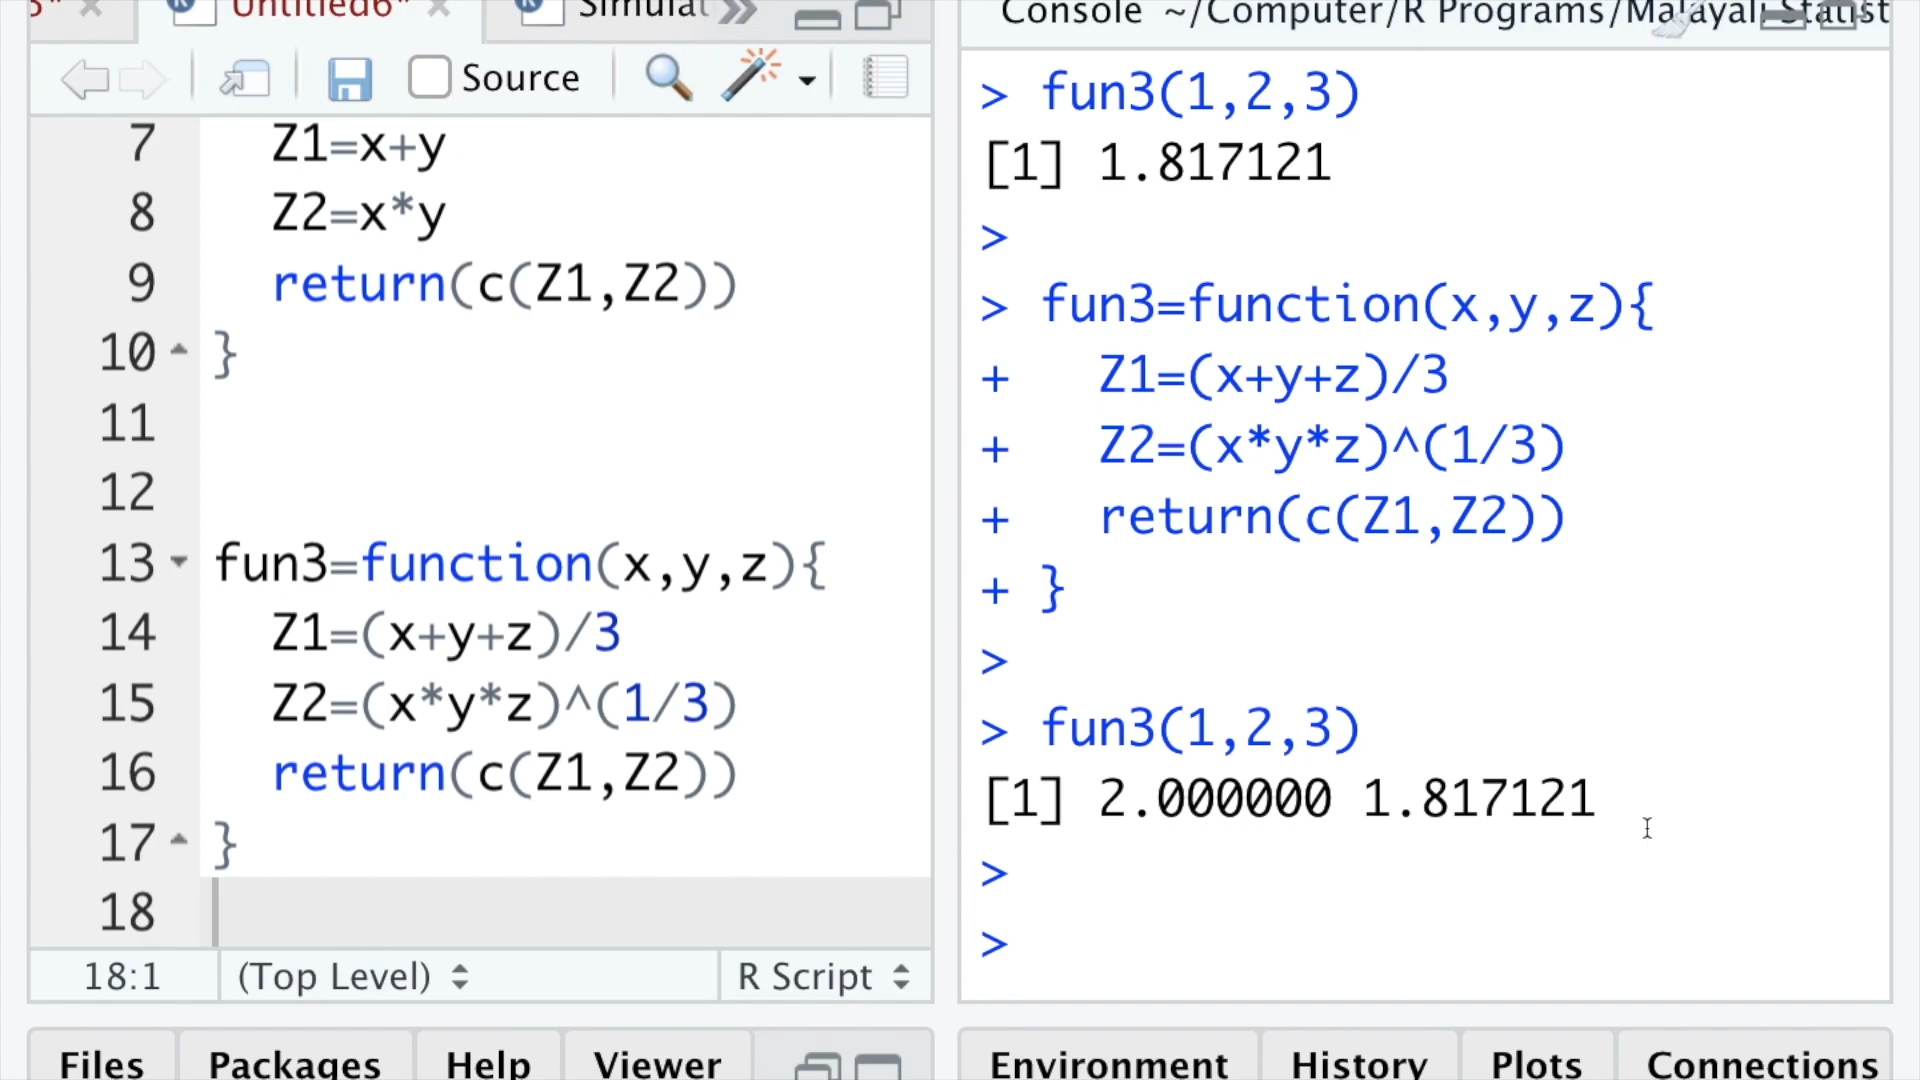 Untitled6*
Console ~/Computer/R Programs/Malayali Statist
Source
7 Z1=x+y
8 Z2=x*y
9 return(c(Z1,Z2))
10 }
11
12
13 fun3=function(x,y,z){
14 Z1=(x+y+z)/3
15 Z2=(x*y*z)^(1/3)
16 return(c(Z1,Z2))
17 }
18
18:1 (Top Level) R Script
> fun3(1,2,3)
[1] 1.817121
>
> fun3=function(x,y,z){
+ Z1=(x+y+z)/3
+ Z2=(x*y*z)^(1/3)
+ return(c(Z1,Z2))
+ }
>
> fun3(1,2,3)
[1] 2.000000 1.817121
>
>
Files Packages Help Viewer
Environment History Plots Connections